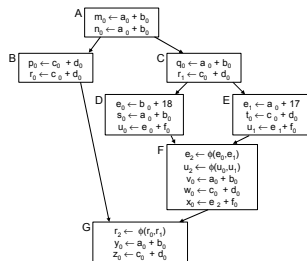 A
m₀ ← a₀ + b₀
n₀ ← a₀ + b₀
B
p₀ ← c₀ + d₀
r₀ ← c₀ + d₀
C
q₀ ← a₀ + b₀
r₁ ← c₀ + d₀
D
e₀ ← b₀ + 18
s₀ ← a₀ + b₀
u₀ ← e₀ + f₀
E
e₁ ← a₀ + 17
t₀ ← c₀ + d₀
u₁ ← e₁ + f₀
F
e₂ ← ϕ(e₀,e₁)
u₂ ← ϕ(u₀,u₁)
v₀ ← a₀ + b₀
w₀ ← c₀ + d₀
x₀ ← e₂ + f₀
G
r₂ ← ϕ(r₀,r₁)
y₀ ← a₀ + b₀
z₀ ← c₀ + d₀